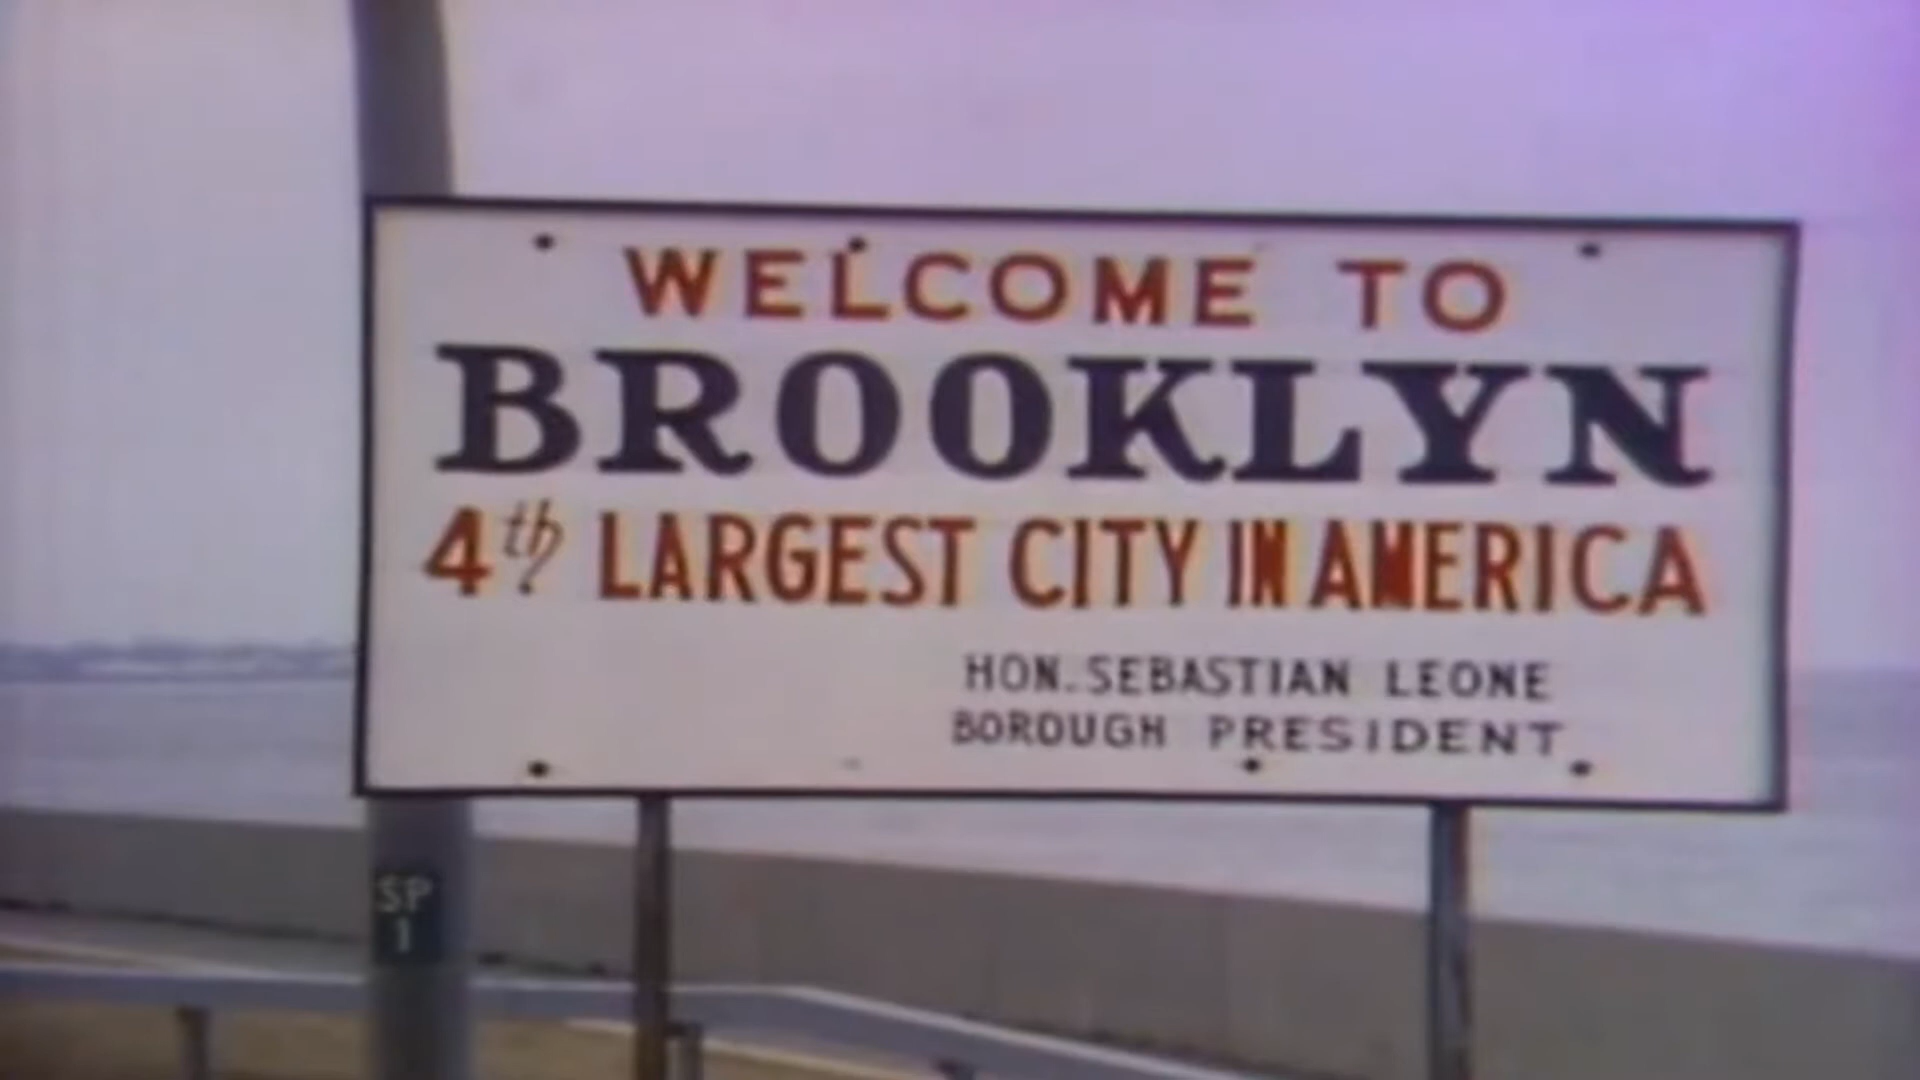 WELCOME TO
BROOKLYN
4th LARGEST CITY IN AMERICA
HON. SEBASTIAN LEONE
BOROUGH PRESIDENT
SP
1